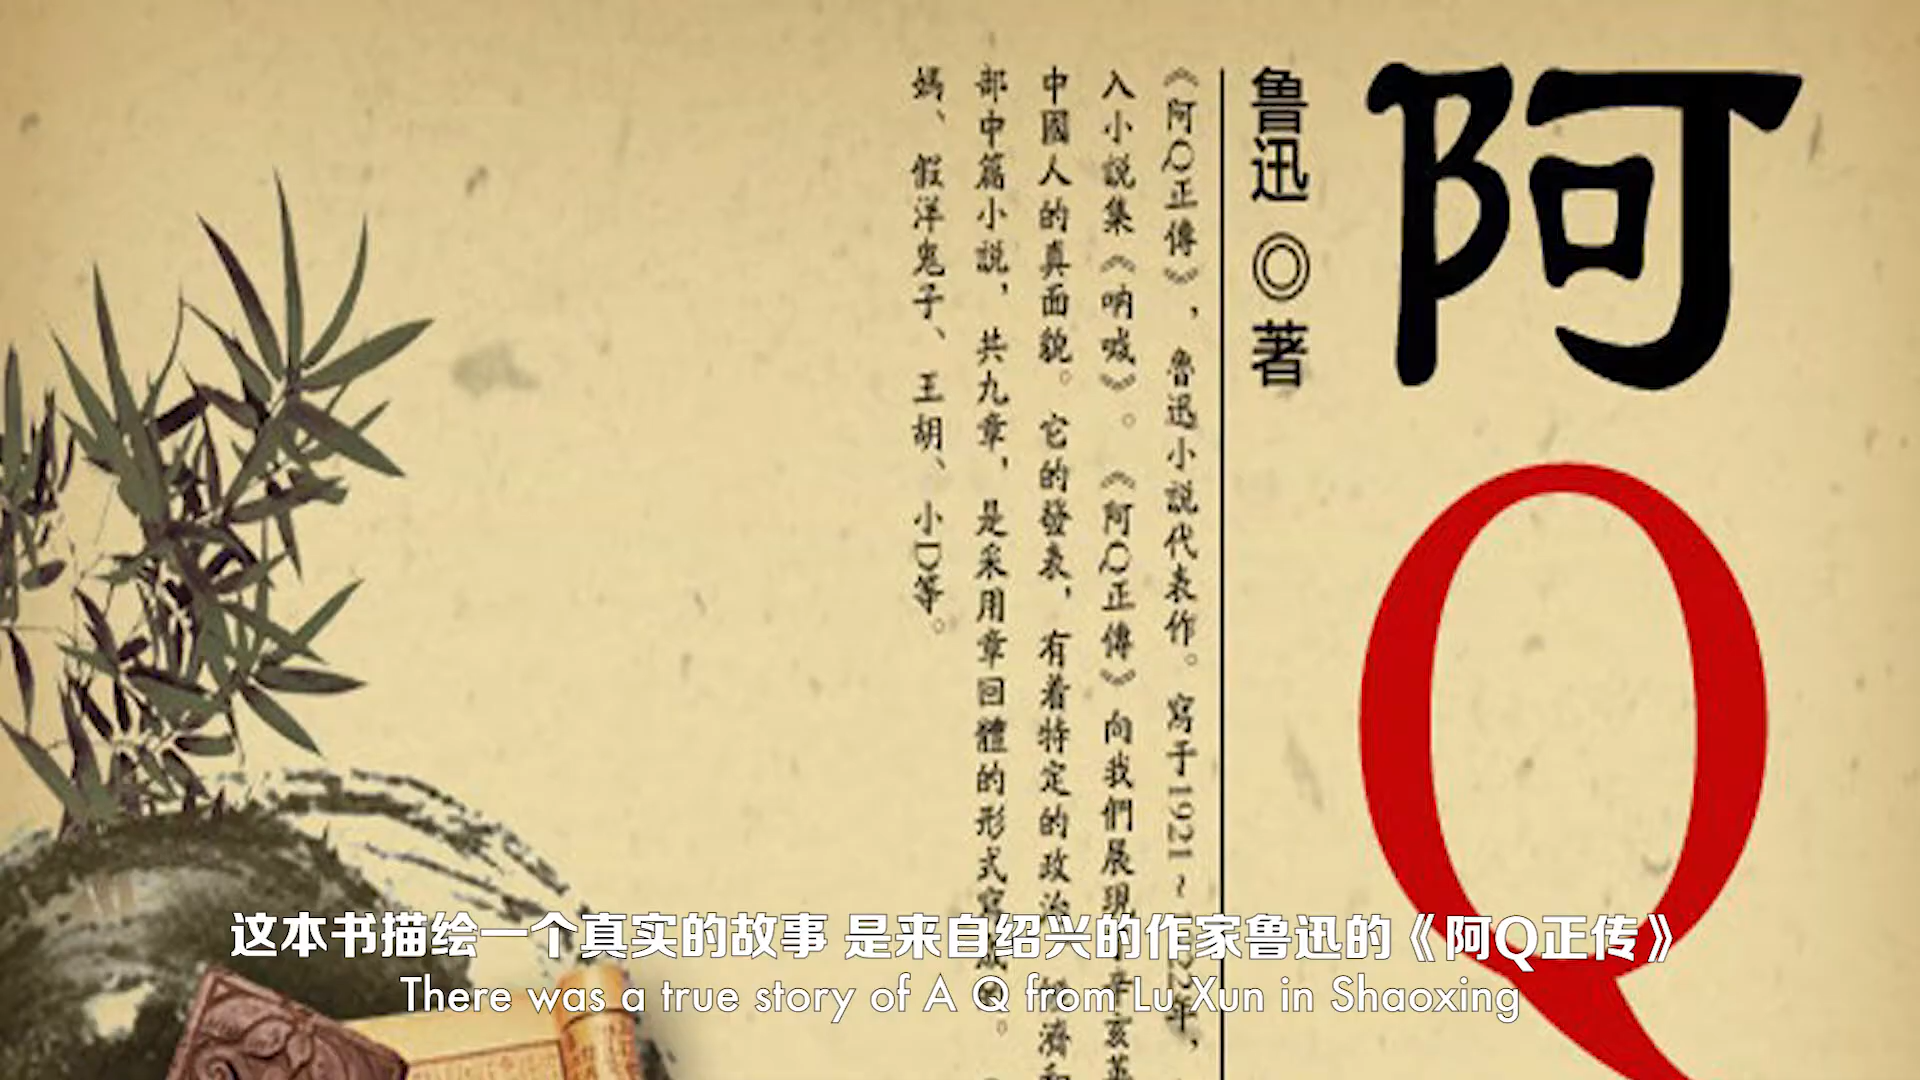 阿Q
鲁迅◎著
《阿Q正傳》，魯迅小説代表作。寫于1921~
入小説集《呐喊》。《阿Q正傳》向我們展現
中國人的真面貌。它的發表，有着特定的政治
部中篇小説，共九章，是采用章回體的形式
媽、假洋鬼子、王胡、小D等。
这本书描绘一个真实的故事 是来自绍兴的作家鲁迅的《阿Q正传》
There was a true story of A Q from Lu Xun in Shaoxing